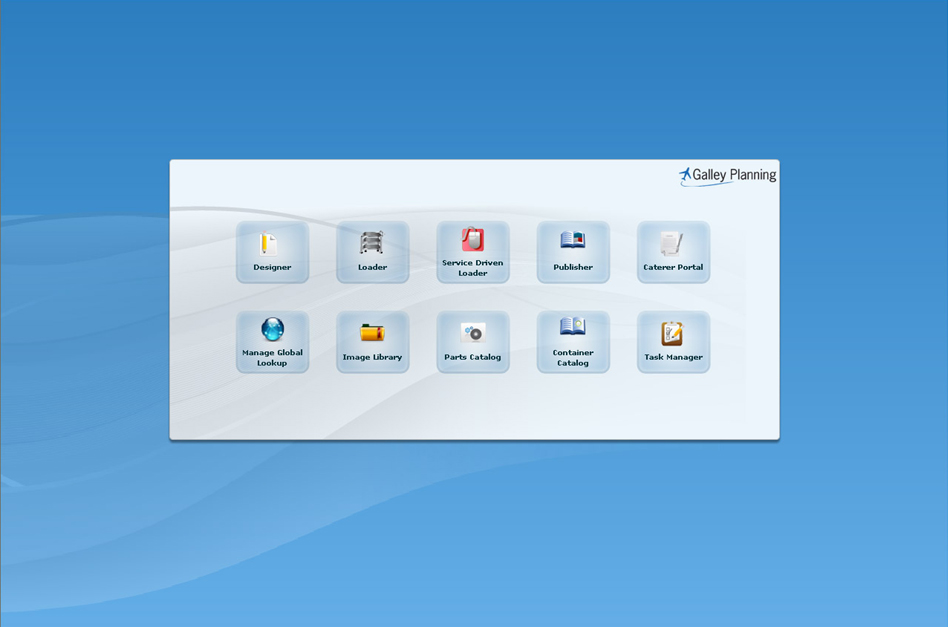 Galley Planning
Designer
Loader
Service Driven
Loader
Publisher
Caterer Portal
Manage Global
Lookup
Image Library
Parts Catalog
Container
Catalog
Task Manager